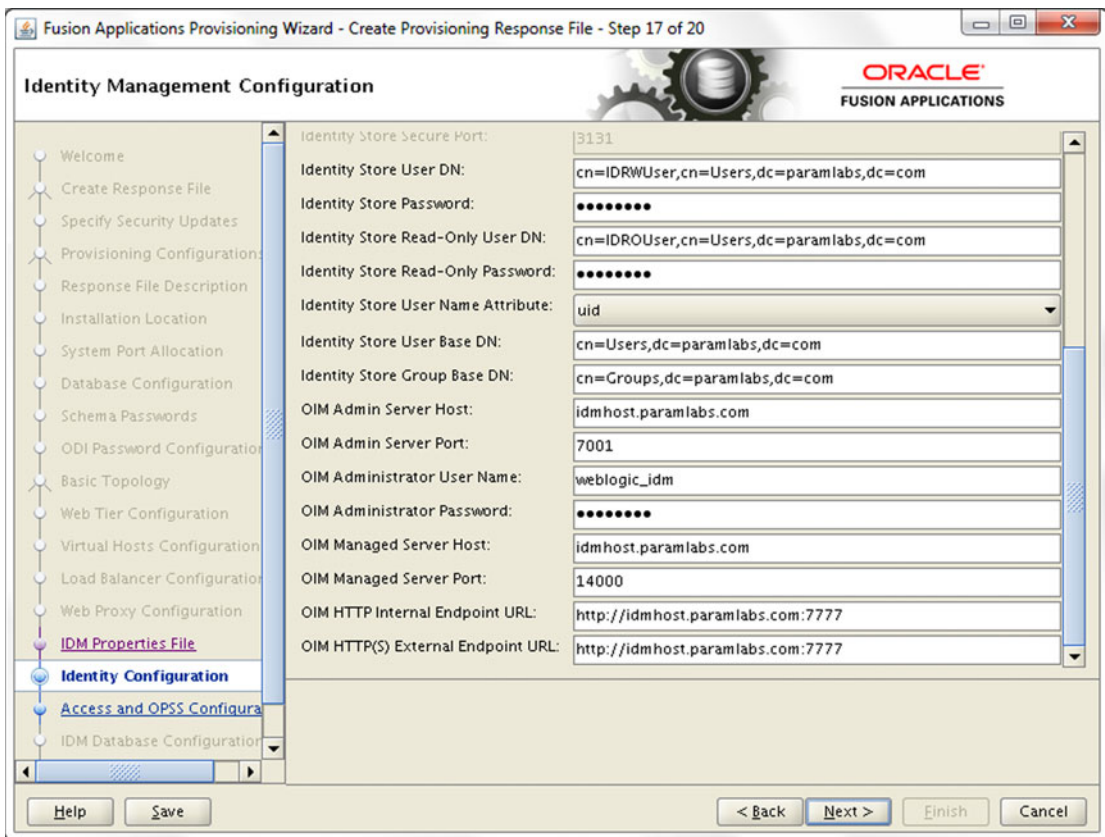 Fusion Applications Provisioning Wizard - Create Provisioning Response File - Step 17 of 20
Identity Management Configuration
ORACLE
FUSION APPLICATIONS
Welcome
Create Response File
Specify Security Updates
Provisioning Configurations
Response File Description
Installation Location
System Port Allocation
Database Configuration
Schema Passwords
ODI Password Configuration
Basic Topology
Web Tier Configuration
Virtual Hosts Configuration
Load Balancer Configuration
Web Proxy Configuration
IDM Properties File
Identity Configuration
Access and OPSS Configura
IDM Database Configuration
Identity Store Secure Port: 3131
Identity Store User DN: cn=IDRWUser,cn=Users,dc=paramlabs,dc=com
Identity Store Password: ••••••••
Identity Store Read-Only User DN: cn=IDROUser,cn=Users,dc=paramlabs,dc=com
Identity Store Read-Only Password: ••••••••
Identity Store User Name Attribute: uid
Identity Store User Base DN: cn=Users,dc=paramlabs,dc=com
Identity Store Group Base DN: cn=Groups,dc=paramlabs,dc=com
OIM Admin Server Host: idmhost.paramlabs.com
OIM Admin Server Port: 7001
OIM Administrator User Name: weblogic_idm
OIM Administrator Password: ••••••••
OIM Managed Server Host: idmhost.paramlabs.com
OIM Managed Server Port: 14000
OIM HTTP Internal Endpoint URL: http://idmhost.paramlabs.com:7777
OIM HTTP(S) External Endpoint URL: http://idmhost.paramlabs.com:7777
Help Save < Back Next > Finish Cancel